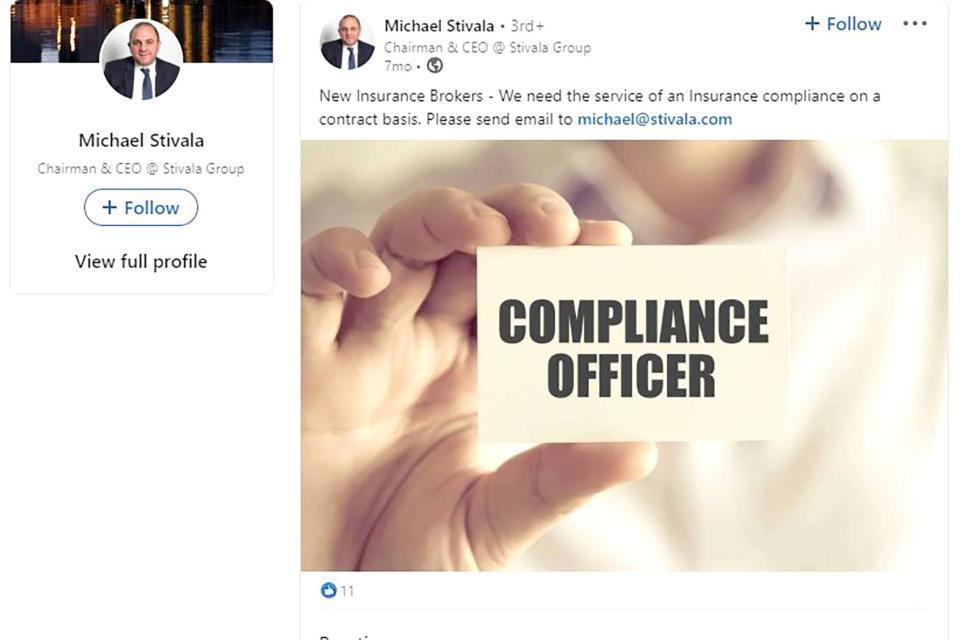 Michael Stivala
Chairman & CEO @ Stivala Group
+ Follow
View full profile
Michael Stivala • 3rd+
Chairman & CEO @ Stivala Group
7mo •
+ Follow
New Insurance Brokers - We need the service of an Insurance compliance on a
contract basis. Please send email to michael@stivala.com
COMPLIANCE
OFFICER
11